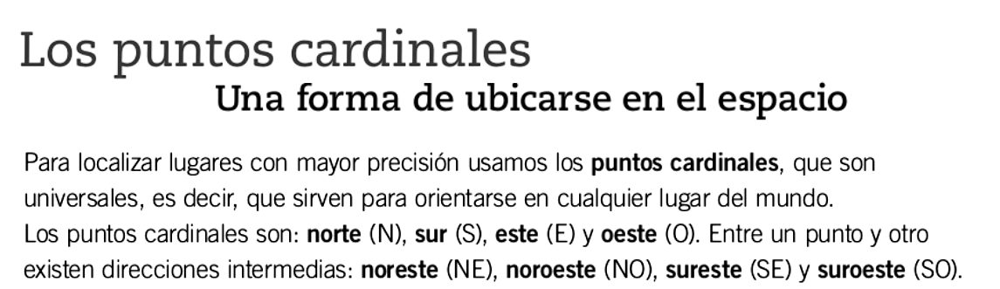 Los puntos cardinales
Una forma de ubicarse en el espacio
Para localizar lugares con mayor precisión usamos los puntos cardinales, que son
universales, es decir, que sirven para orientarse en cualquier lugar del mundo.
Los puntos cardinales son: norte (N), sur (S), este (E) y oeste (O). Entre un punto y otro
existen direcciones intermedias: noreste (NE), noroeste (NO), sureste (SE) y suroeste (SO).